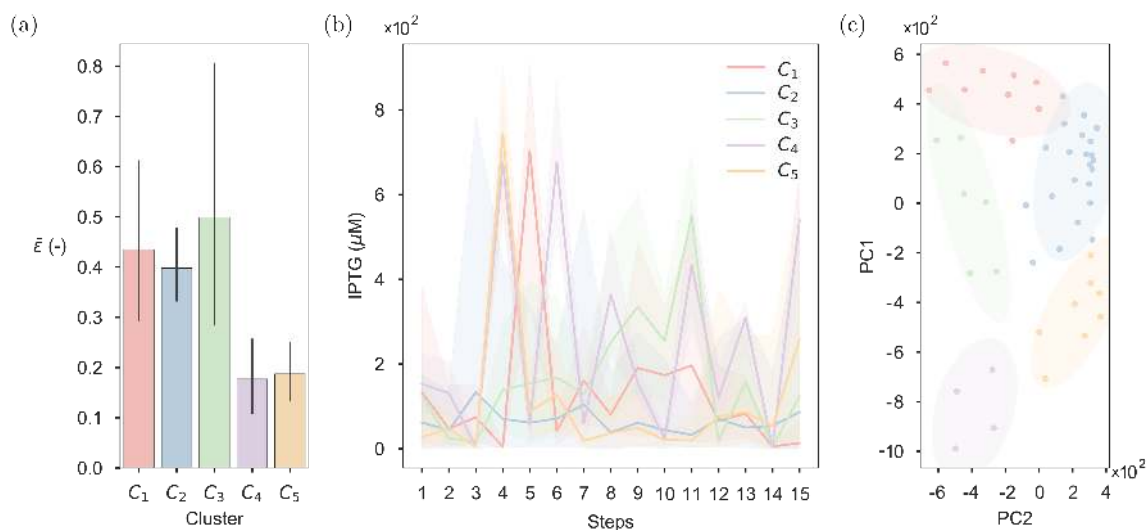 (a)
0.8
0.7
0.6
0.5
ε̄ (-)
0.4
0.3
0.2
0.1
0.0
C₁ C₂ C₃ C₄ C₅
Cluster
(b)
×10²
C₁
C₂
C₃
C₄
C₅
8
6
IPTG (μM)
4
2
0
1 2 3 4 5 6 7 8 9 10 11 12 13 14 15
Steps
(c)
×10²
6
4
2
0
PC1
-2
-4
-6
-8
-10
×10²
-6 -4 -2 0 2 4
PC2